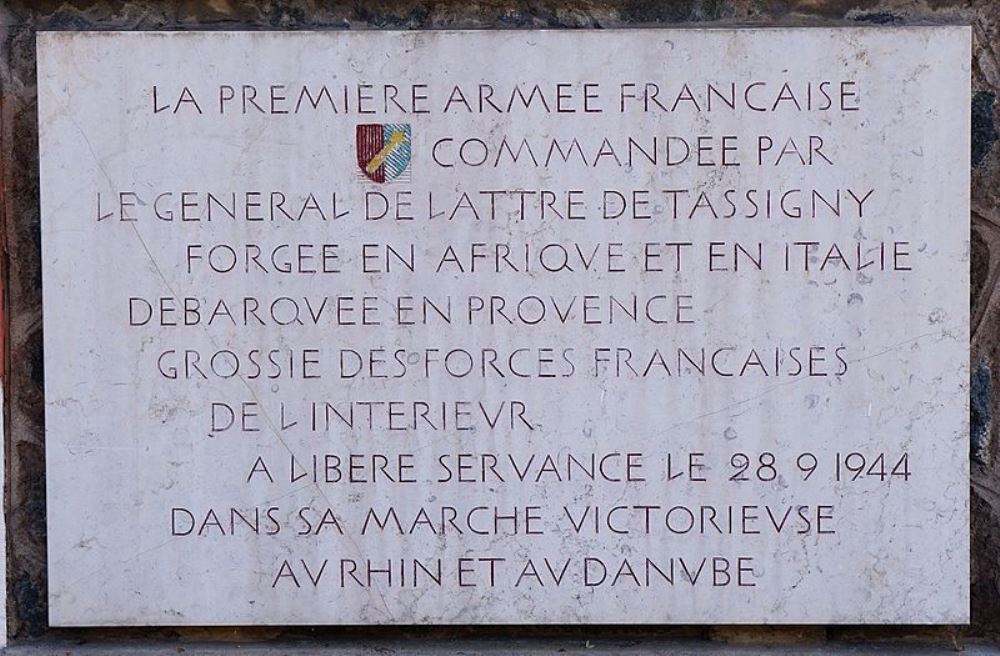 LA PREMIERE ARMEE FRANCAISE
COMMANDEE PAR
LE GENERAL DE LATTRE DE TASSIGNY
FORGEE EN AFRIQVE ET EN ITALIE
DEBARQVEE EN PROVENCE
GROSSIE DES FORCES FRANCAISES
DE L INTERIEVR
A LIBERE SERVANCE LE 28 9 1944
DANS SA MARCHE VICTORIEVSE
AV RHIN ET AV DANVBE